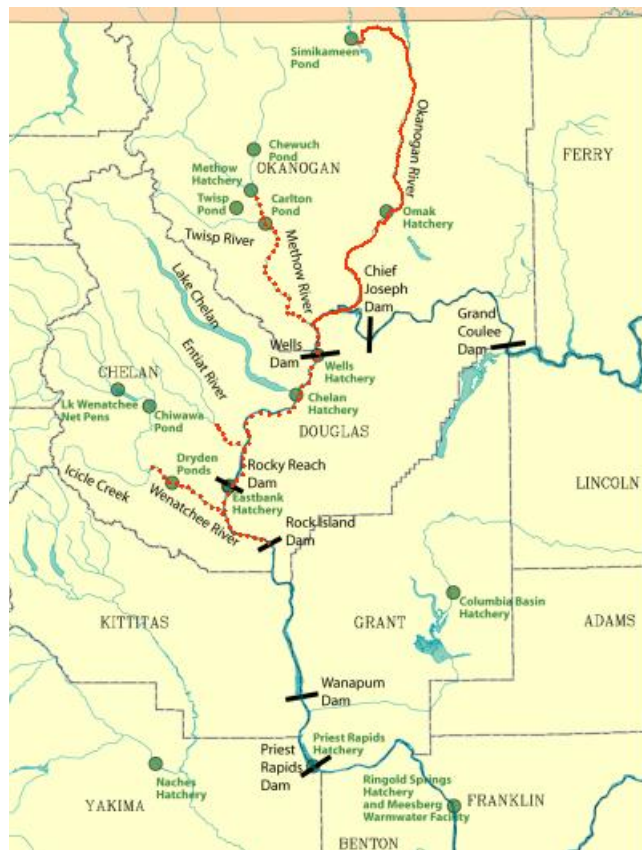 Simikameen
Pond
Okanogan River
Chewuch
Pond
OKANOGAN
FERRY
Methow
Hatchery
Twisp
Pond
Carlton
Pond
Omak
Hatchery
Twisp River
Methow River
Chief
Joseph
Dam
Lake Chelan
Grand
Coulee
Dam
Wells
Dam
Wells
Hatchery
Entiat River
CHELAN
Chelan
Hatchery
Lk Wenatchee
Net Pens
Chiwawa
Pond
DOUGLAS
Dryden
Ponds
Rocky Reach
Dam
Icicle Creek
LINCOLN
Wenatchee River
Eastbank
Hatchery
Rock Island
Dam
Columbia Basin
Hatchery
KITTITAS
GRANT
ADAMS
Wanapum
Dam
Priest Rapids
Hatchery
Priest
Rapids
Dam
Naches
Hatchery
Ringold Springs
Hatchery
and Meesberg
Warmwater Facility
YAKIMA
FRANKLIN
BENTON